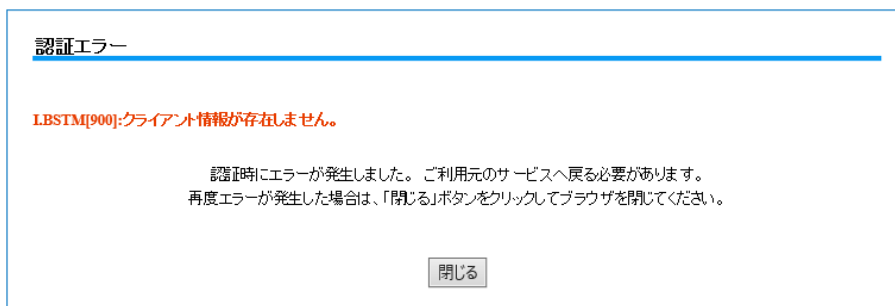 認証エラー
I.BSTM[900]:クライアント情報が存在しません。
認証時にエラーが発生しました。 ご利用元のサービスへ戻る必要があります。
再度エラーが発生した場合は、「閉じる」ボタンをクリックしてブラウザを閉じてください。
閉じる